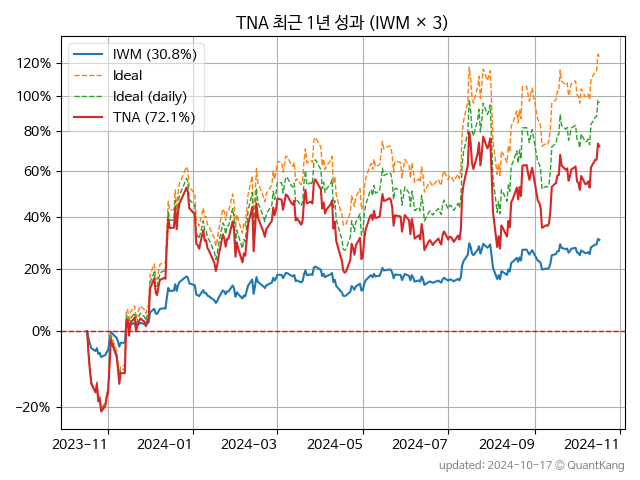 TNA 최근 1년 성과 (IWM × 3)
IWM (30.8%)
Ideal
Ideal (daily)
TNA (72.1%)
120%
100%
80%
60%
40%
20%
0%
−20%
2023-11 2024-01 2024-03 2024-05 2024-07 2024-09 2024-11
updated: 2024-10-17 © QuantKang